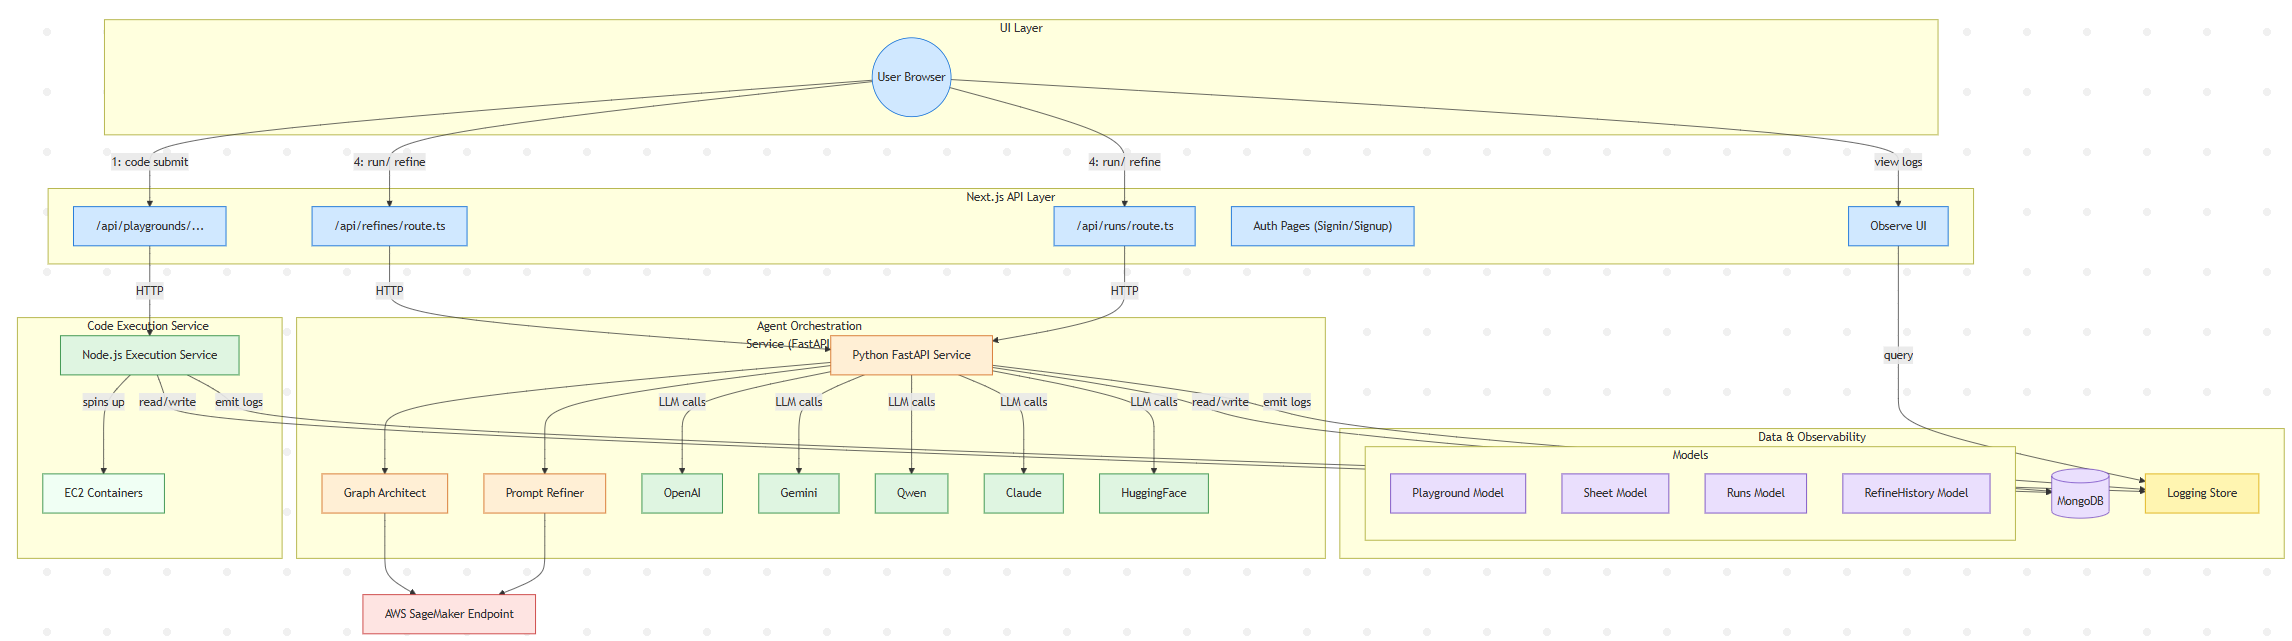 UI Layer
User Browser
1: code submit
4: run/ refine
4: run/ refine
view logs
Next.js API Layer
/api/playgrounds/...
/api/refines/route.ts
/api/runs/route.ts
Auth Pages (Signin/Signup)
Observe UI
HTTP
HTTP
HTTP
Code Execution Service
Agent Orchestration
Service (FastAPI
Node.js Execution Service
Python FastAPI Service
query
spins up
read/write
emit logs
LLM calls
LLM calls
LLM calls
LLM calls
LLM calls
read/write
emit logs
Data & Observability
Models
EC2 Containers
Graph Architect
Prompt Refiner
OpenAI
Gemini
Qwen
Claude
HuggingFace
Playground Model
Sheet Model
Runs Model
RefineHistory Model
MongoDB
Logging Store
AWS SageMaker Endpoint